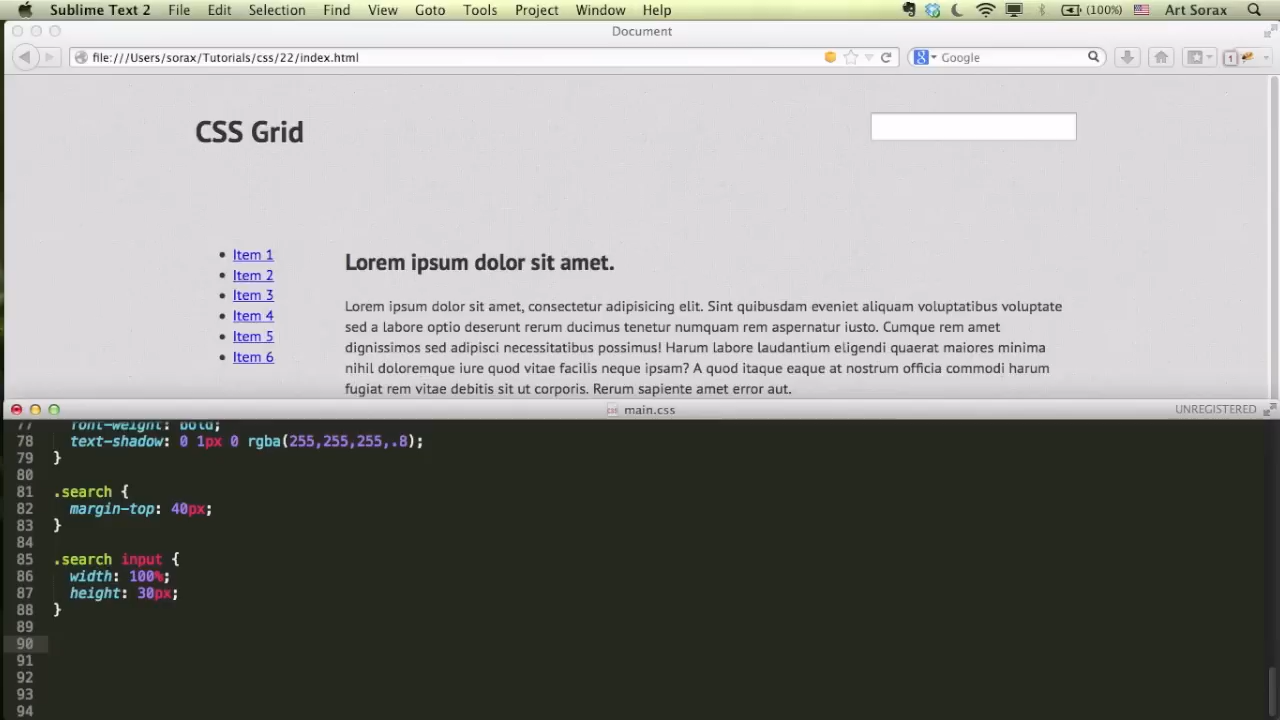 Sublime Text 2 File Edit Selection Find View Goto Tools Project Window Help (100%) Art Sorax
Document
file:///Users/sorax/Tutorials/css/22/index.html Google 1
CSS Grid
Item 1
Item 2
Item 3
Item 4
Item 5
Item 6
Lorem ipsum dolor sit amet.
Lorem ipsum dolor sit amet, consectetur adipisicing elit. Sint quibusdam eveniet aliquam voluptatibus voluptate
sed a labore optio deserunt rerum ducimus tenetur numquam rem aspernatur iusto. Cumque rem amet
dignissimos sed adipisci necessitatibus possimus! Harum labore laudantium eligendi quaerat maiores minima
nihil doloremque iure quod vitae facilis neque ipsam? A quod itaque eaque at nostrum officia commodi harum
fugiat rem vitae debitis sit ut corporis. Rerum sapiente amet error aut.
main.css UNREGISTERED
77 font-weight: bold;
78 text-shadow: 0 1px 0 rgba(255,255,255,.8);
79 }
80
81 .search {
82 margin-top: 40px;
83 }
84
85 .search input {
86 width: 100%;
87 height: 30px;
88 }
89
90
91
92
93
94